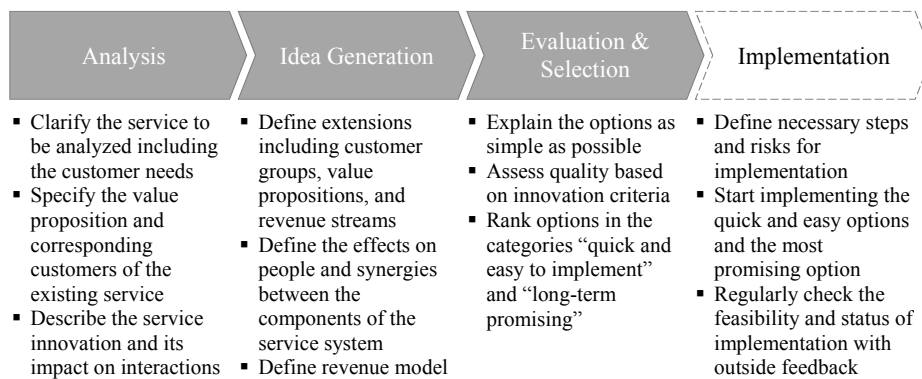 Analysis
Idea Generation
Evaluation &
Selection
Implementation
▪ Clarify the service to
be analyzed including
the customer needs
▪ Specify the value
proposition and
corresponding
customers of the
existing service
▪ Describe the service
innovation and its
impact on interactions
▪ Define extensions
including customer
groups, value
propositions, and
revenue streams
▪ Define the effects on
people and synergies
between the
components of the
service system
▪ Define revenue model
▪ Explain the options as
simple as possible
▪ Assess quality based
on innovation criteria
▪ Rank options in the
categories “quick and
easy to implement”
and “long-term
promising”
▪ Define necessary steps
and risks for
implementation
▪ Start implementing the
quick and easy options
and the most
promising option
▪ Regularly check the
feasibility and status of
implementation with
outside feedback